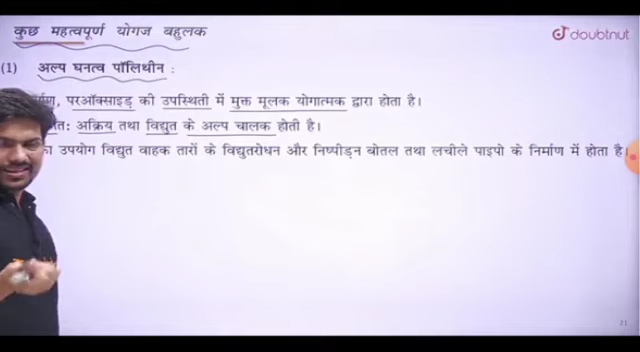 कुछ महत्वपूर्ण योगज बहुलक
doubtnut
(1) अल्प घनत्व पॉलिथीन :
परऑक्साइड की उपस्थिती में मुक्त मूलक योगात्मक द्वारा होता है।
अक्रिय तथा विद्युत के अल्प चालक होती है।
उपयोग विद्युत वाहक तारों के विद्युतरोधन और निष्पीड़न बोतल तथा लचीले पाइपो के निर्माण में होता है।
21